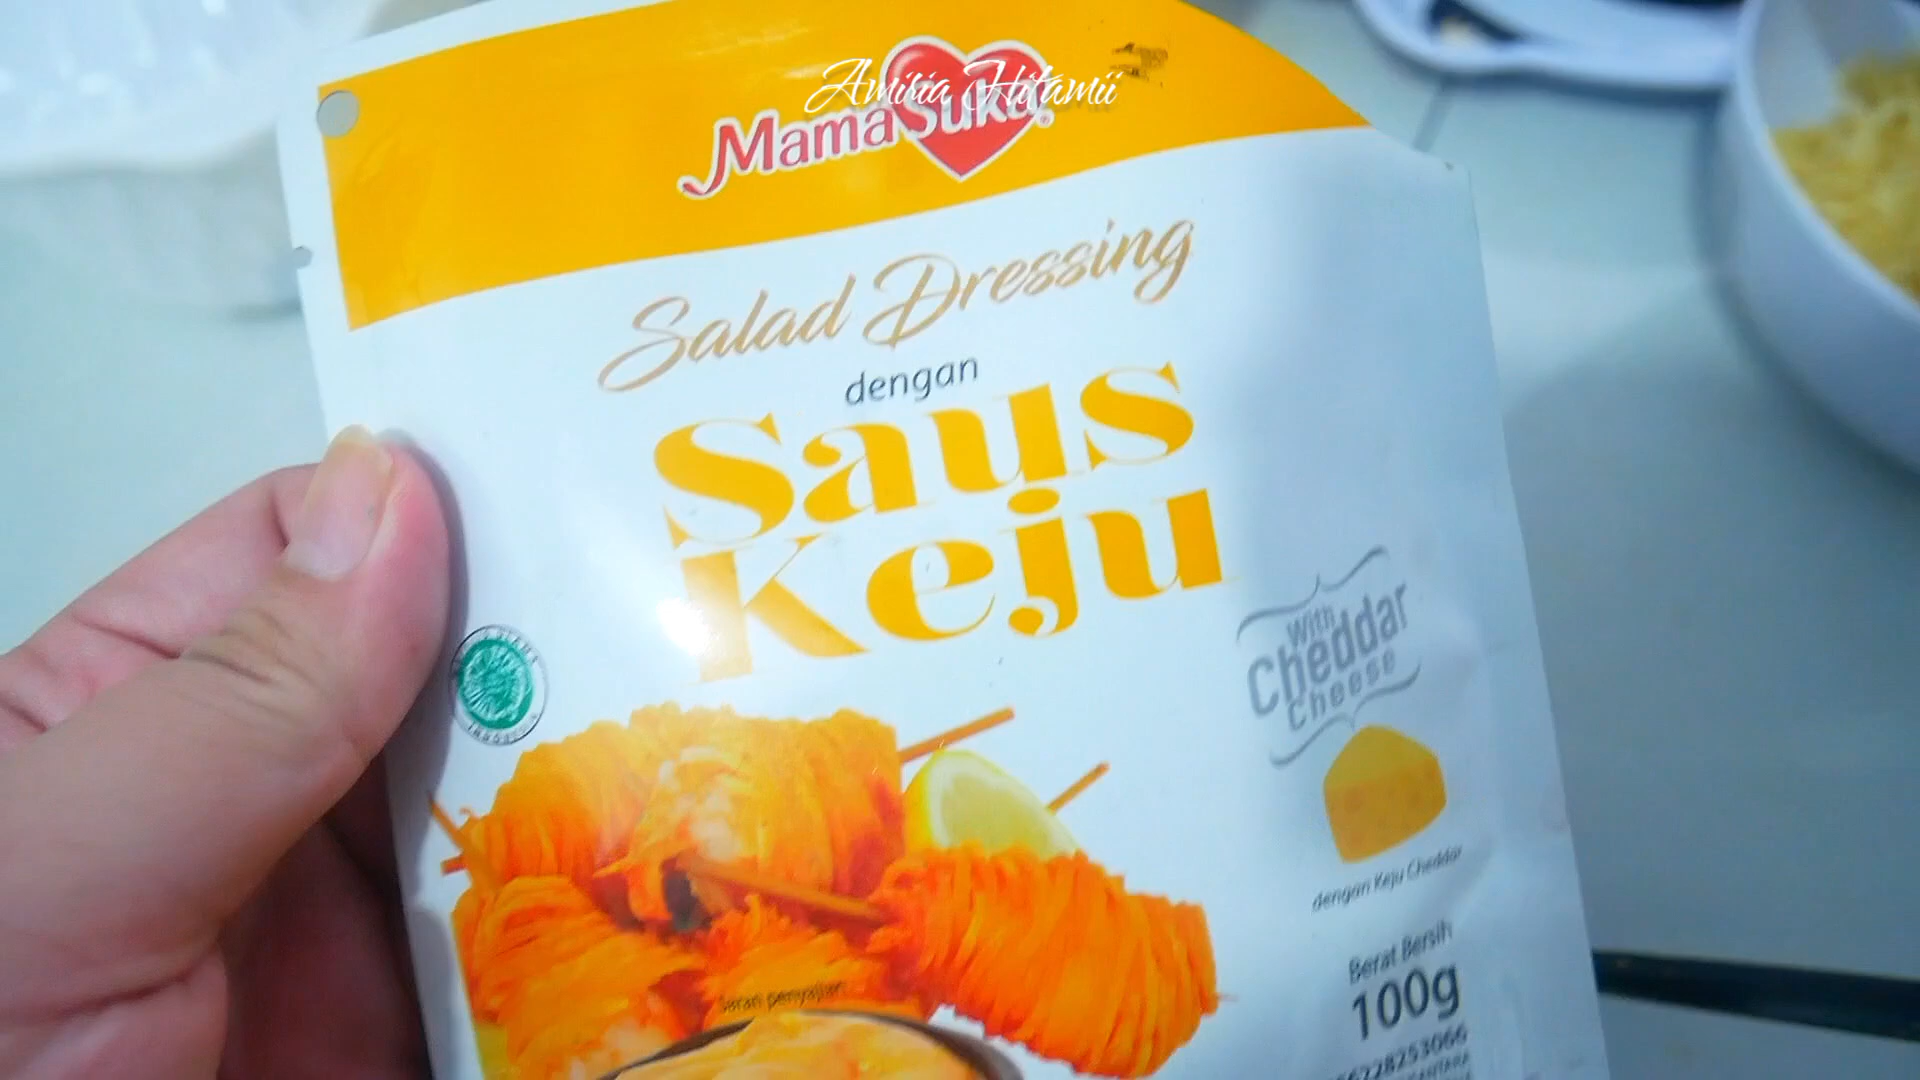 Amiria Hitamii
MamaSuka®
Salad Dressing
dengan
Saus
Keju
With
Cheddar
Cheese
dengan Keju Cheddar
Berat Bersih
100g
Saran penyajian